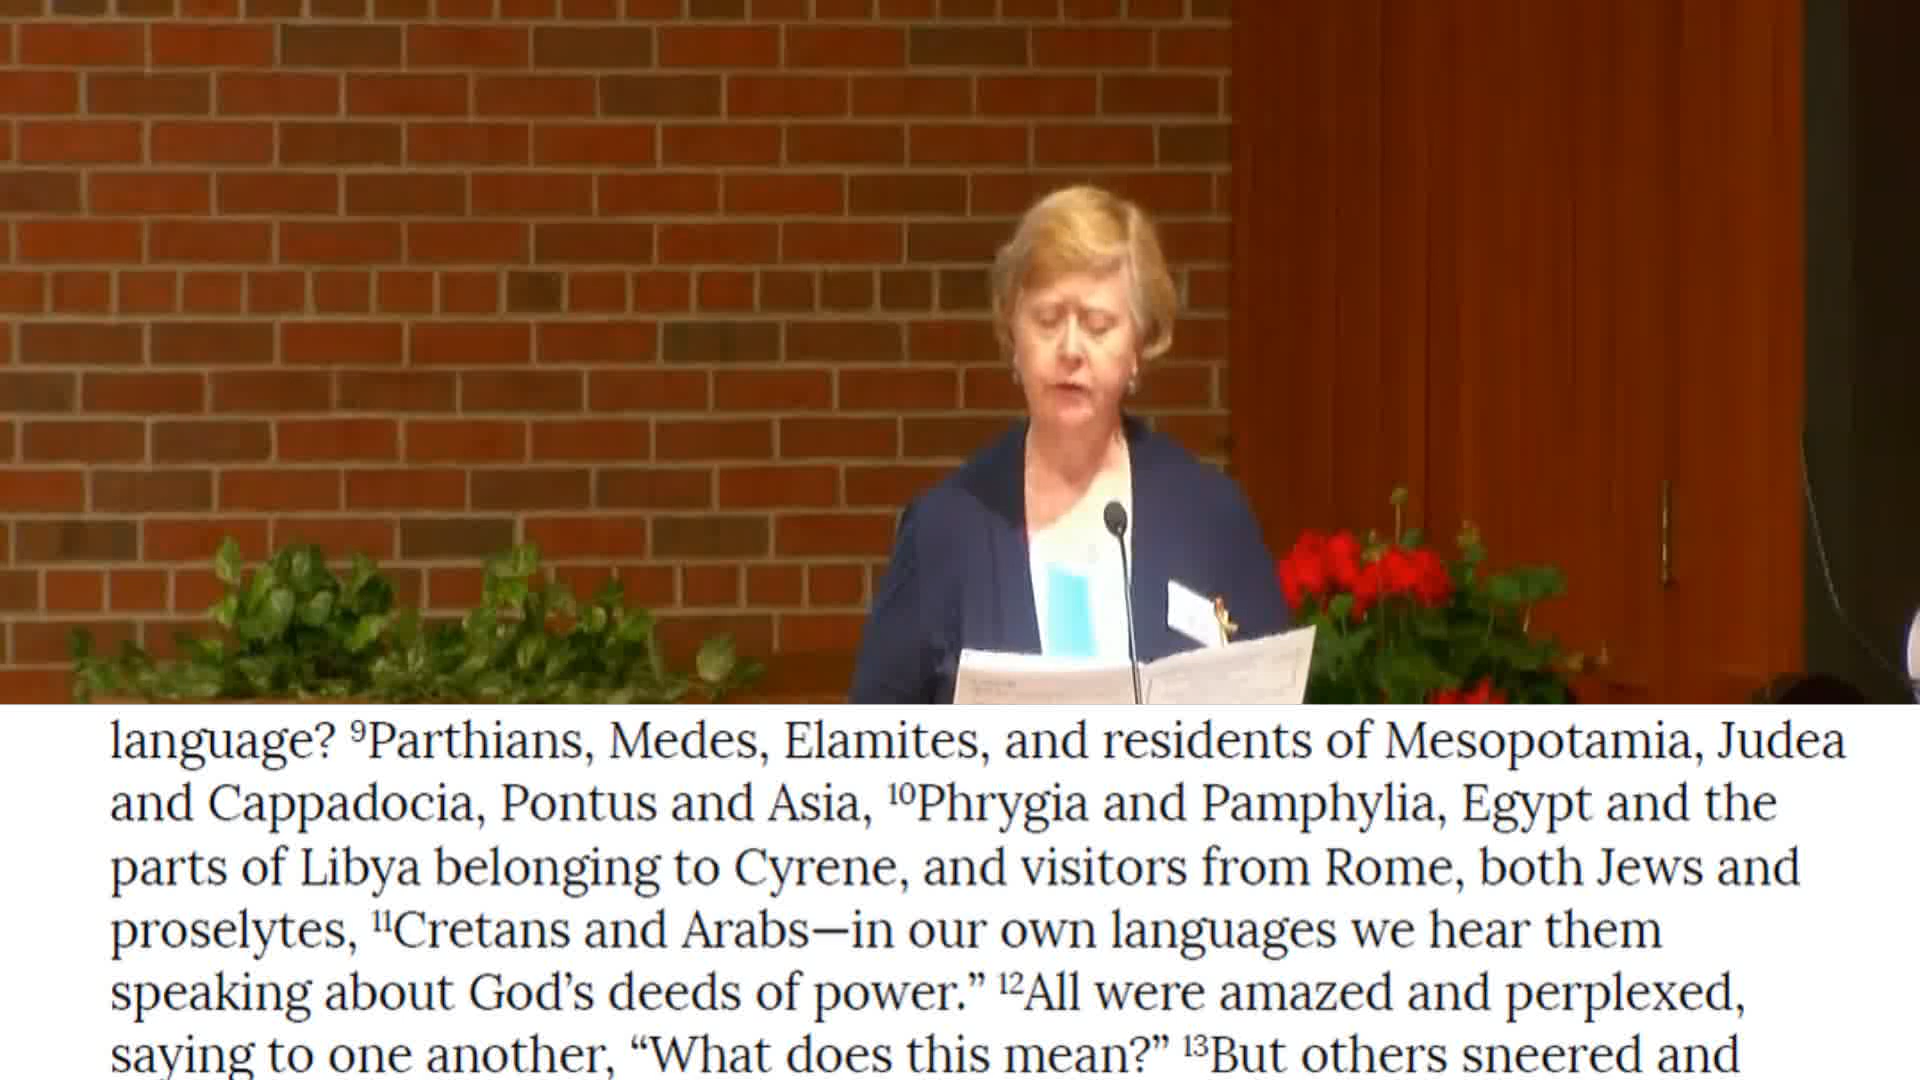 language? ⁹Parthians, Medes, Elamites, and residents of Mesopotamia, Judea
and Cappadocia, Pontus and Asia, ¹⁰Phrygia and Pamphylia, Egypt and the
parts of Libya belonging to Cyrene, and visitors from Rome, both Jews and
proselytes, ¹¹Cretans and Arabs—in our own languages we hear them
speaking about God’s deeds of power.” ¹²All were amazed and perplexed,
saying to one another, “What does this mean?” ¹³But others sneered and